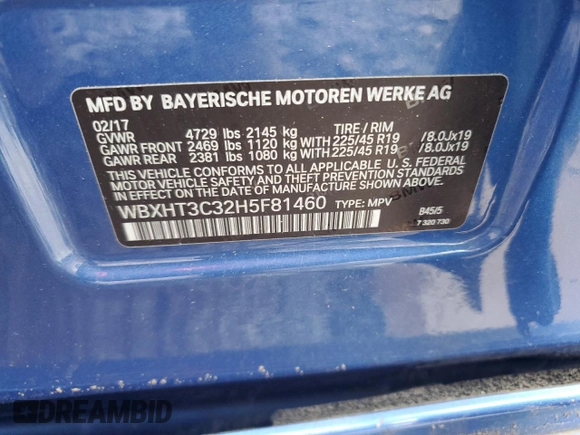 MFD BY BAYERISCHE MOTOREN WERKE AG
02/17
GVWR 4729 lbs 2145 kg TIRE / RIM
GAWR FRONT 2469 lbs 1120 kg WITH 225/45 R19 /8.0Jx19
GAWR REAR 2381 lbs 1080 kg WITH 225/45 R19 /8.0Jx19
THIS VEHICLE CONFORMS TO ALL APPLICABLE U. S. FEDERAL
MOTOR VEHICLE SAFETY AND THEFT PREVENTION STANDARDS
IN EFFECT ON THE DATE OF MANUFACTURE SHOWN ABOVE.
WBXHT3C32H5F81460 TYPE: MPV B45/5
7 320 730
DREAMBID